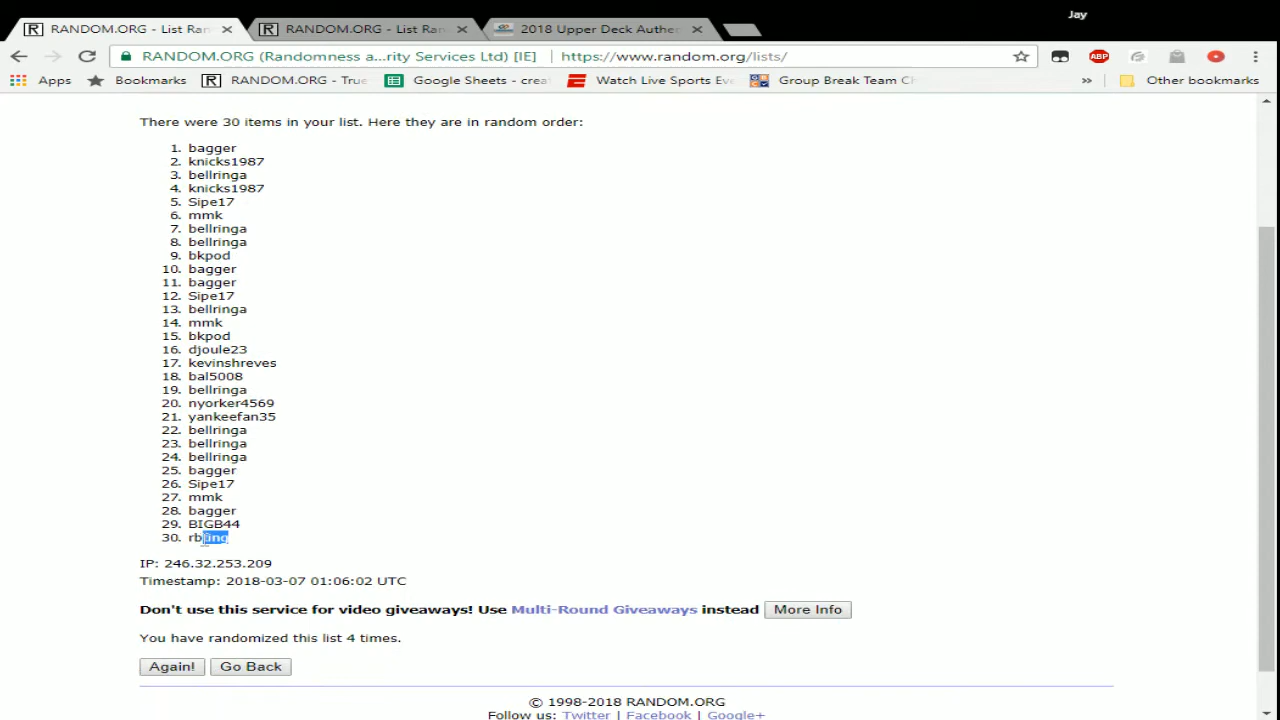 Jay
RANDOM.ORG - List Ran
RANDOM.ORG - List Ran
2018 Upper Deck Authen
RANDOM.ORG (Randomness a...rity Services Ltd) [IE] https://www.random.org/lists/
ABP
Apps Bookmarks RANDOM.ORG - True Google Sheets - creat Watch Live Sports Eve Group Break Team Ch » Other bookmarks
There were 30 items in your list. Here they are in random order:
1. bagger
2. knicks1987
3. bellringa
4. knicks1987
5. Sipe17
6. mmk
7. bellringa
8. bellringa
9. bkpod
10. bagger
11. bagger
12. Sipe17
13. bellringa
14. mmk
15. bkpod
16. djoule23
17. kevinshreves
18. bal5008
19. bellringa
20. nyorker4569
21. yankeefan35
22. bellringa
23. bellringa
24. bellringa
25. bagger
26. Sipe17
27. mmk
28. bagger
29. BIGB44
IP: 246.32.253.209
Timestamp: 2018-03-07 01:06:02 UTC
Don't use this service for video giveaways! Use Multi-Round Giveaways instead More Info
You have randomized this list 4 times.
Again! Go Back
© 1998-2018 RANDOM.ORG
Follow us: Twitter | Facebook | Google+